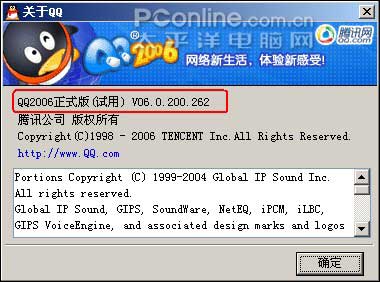 关于QQ
PConline.com.cn
太平洋电脑网
QQ2006
腾讯网
QQ.com
网络新生活，体验新感受!
QQ2006正式版(试用) V06.0.200.262
腾讯公司 版权所有
Copyright(C)1998 - 2006 TENCENT Inc.All Rights Reserved.
http://www.QQ.com
Portions Copyright (C) 1999-2004 Global IP Sound Inc.
All rights reserved.
Global IP Sound, GIPS, SoundWare, NetEQ, iPCM, iLBC,
GIPS VoiceEngine, and associated design marks and logos
确定